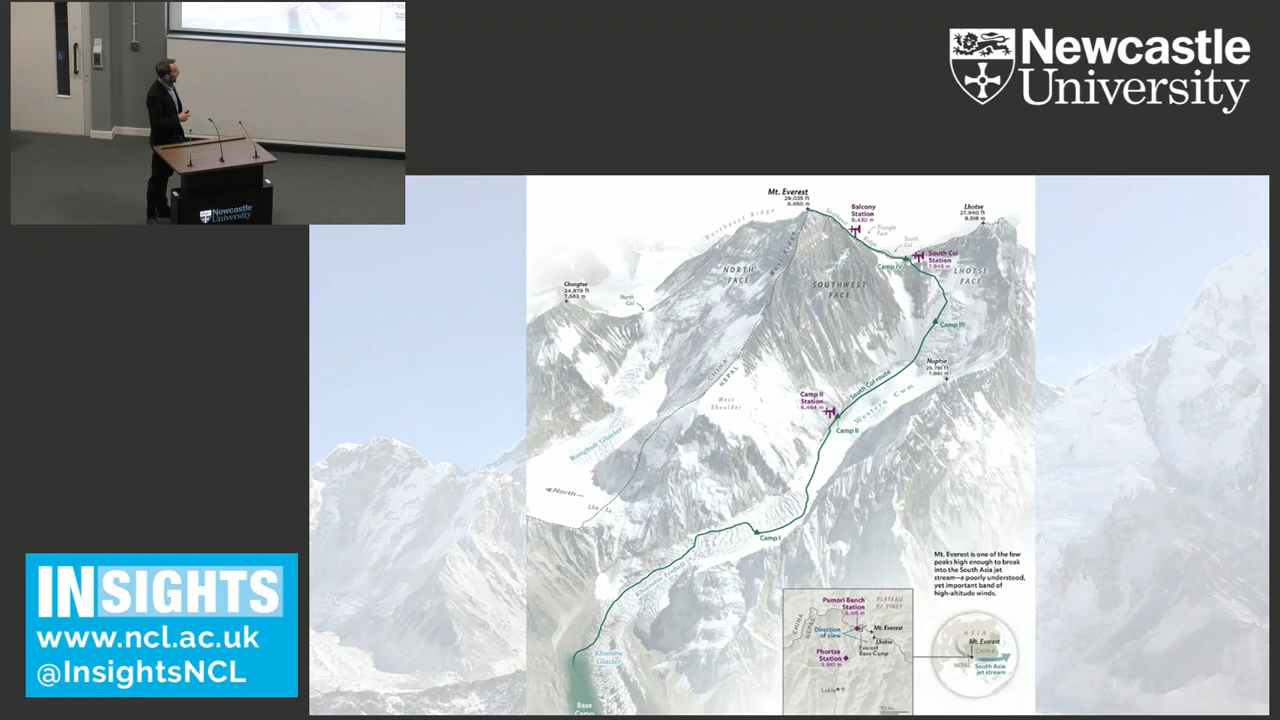 Newcastle
University
Newcastle
University
Mt. Everest
29,035 ft
8,850 m
Northeast Ridge
West Ridge
Balcony
Station
8,430 m
Triangle
Face
South
Col
Lhotse
27,940 ft
8,516 m
South Col
Station
7,945 m
Camp IV
NORTH
FACE
SOUTHWEST
FACE
LHOTSE
FACE
Changtse
24,879 ft
7,583 m
North
Col
Camp III
CHINA
NEPAL
Nuptse
7,861 m
South Col route
Western Cwm
West
Shoulder
Camp II
Station
6,464 m
Camp II
Rongbuk Glacier
North
Lho La
Camp I
Khumbu Icefall
Khumbu
Glacier
Base
Camp
Mt. Everest is one of the few
peaks high enough to break
into the South Asia jet
stream—a poorly understood,
yet important band of
high-altitude winds.
Pumori Bench
Station
5,315 m
PLATEAU
OF TIBET
CHINA
NEPAL
Direction
of view
Mt. Everest
Lhotse
Everest
Base Camp
Phortse
Station
3,810 m
Lukla
10 mi
ASIA
Mt. Everest
CHINA
NEPAL
South Asia
jet stream
INSIGHTS
www.ncl.ac.uk
@InsightsNCL